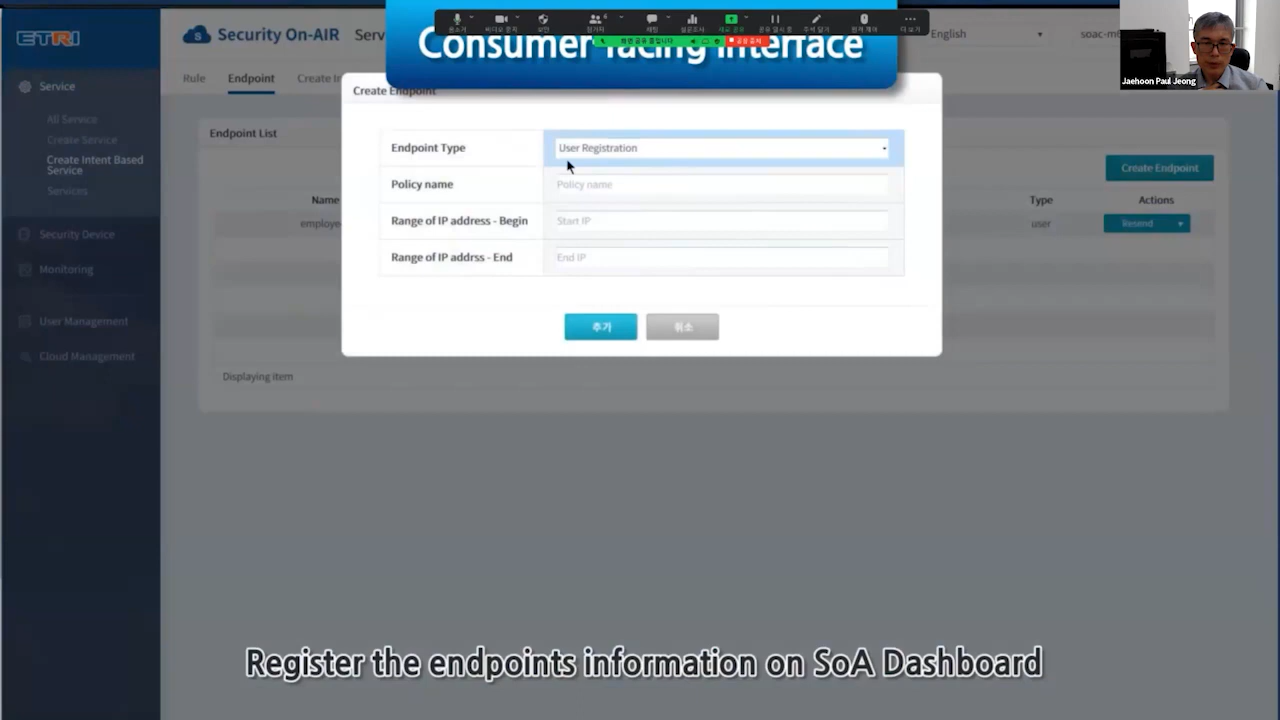 ETRI
Security On-AIR
Serv
English
soac-m
Consumer facing interface
Jaehoon Paul Jeong
Rule
Endpoint
Create In
Service
All Service
Create Service
Create Intent Based
Service
Services
Security Device
Monitoring
User Management
Cloud Management
Endpoint List
Create Endpoint
Name
Type
Actions
employe
user
Resend
Displaying item
Create Endpoint
Endpoint Type
User Registration
Policy name
Policy name
Range of IP address - Begin
Start IP
Range of IP addrss - End
End IP
추가
취소
Register the endpoints information on SoA Dashboard